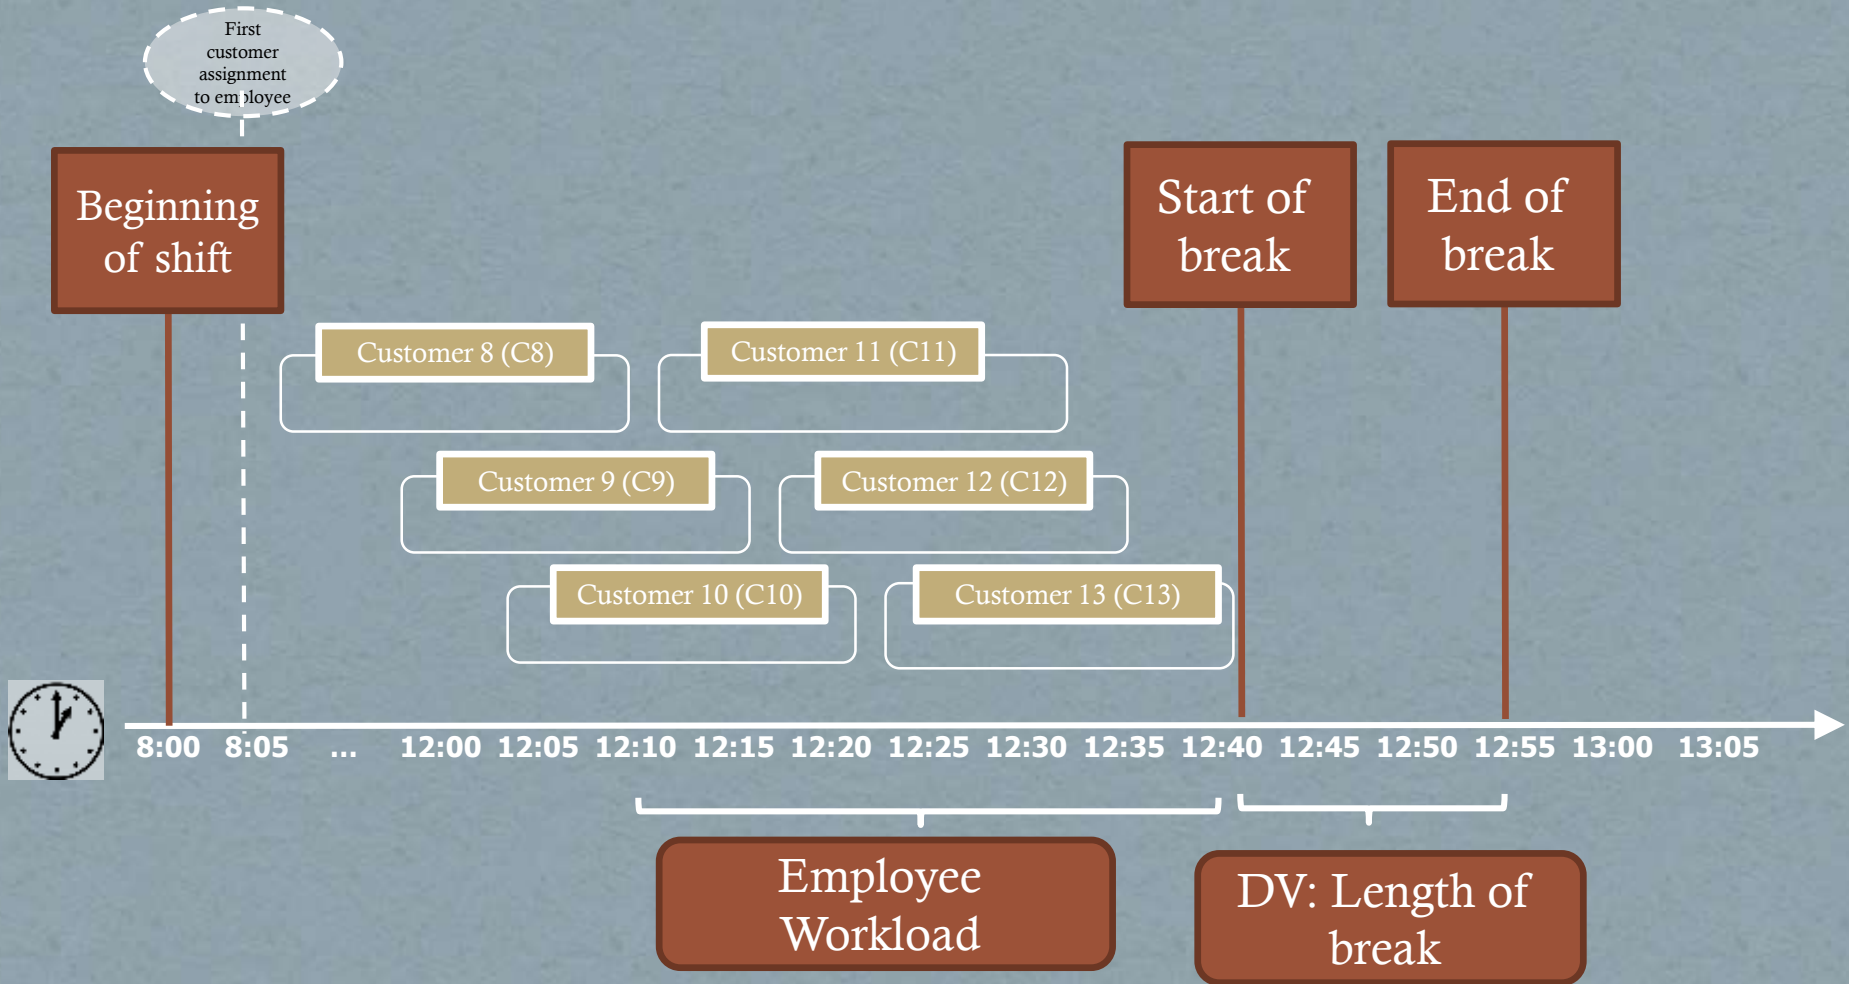 First
customer
assignment
to employee
Beginning
of shift
Start of
break
End of
break
Customer 8 (C8)
Customer 11 (C11)
Customer 9 (C9)
Customer 12 (C12)
Customer 10 (C10)
Customer 13 (C13)
8:00 8:05 ... 12:00 12:05 12:10 12:15 12:20 12:25 12:30 12:35 12:40 12:45 12:50 12:55 13:00 13:05
Employee
Workload
DV: Length of
break